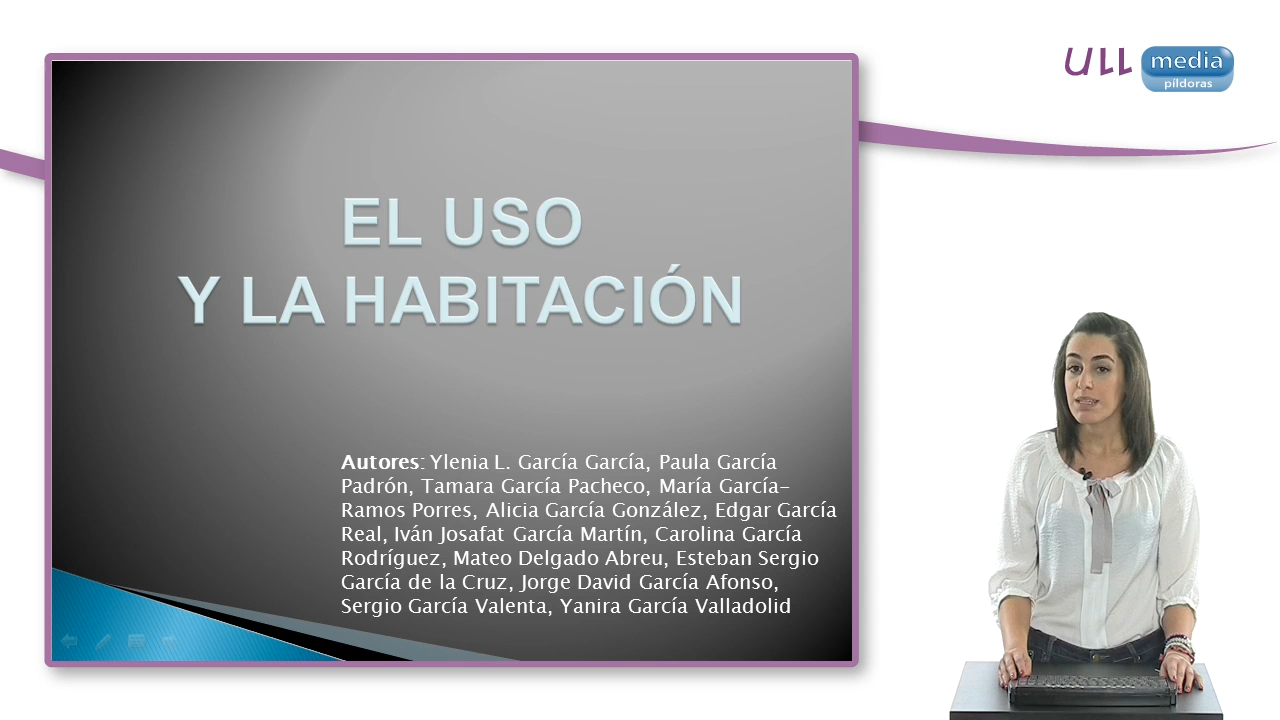 ULL media
píldoras
EL USO
Y LA HABITACIÓN
Autores: Ylenia L. García García, Paula García
Padrón, Tamara García Pacheco, María García-
Ramos Porres, Alicia García González, Edgar García
Real, Iván Josafat García Martín, Carolina García
Rodríguez, Mateo Delgado Abreu, Esteban Sergio
García de la Cruz, Jorge David García Afonso,
Sergio García Valenta, Yanira García Valladolid